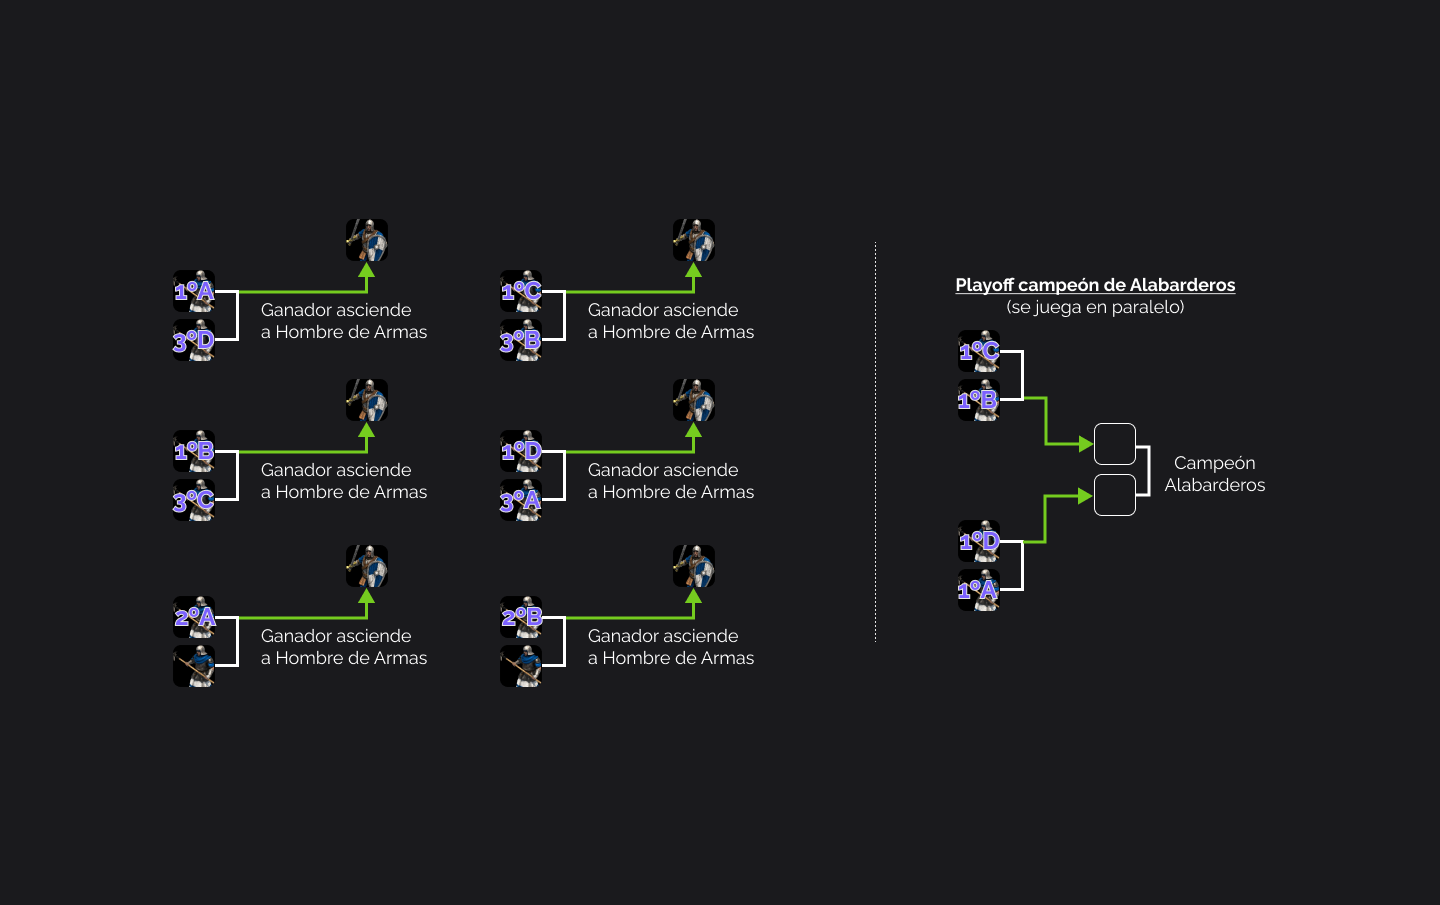 1ºA
3ºD
Ganador asciende
a Hombre de Armas
1ºC
3ºB
Ganador asciende
a Hombre de Armas
1ºB
3ºC
Ganador asciende
a Hombre de Armas
1ºD
3ºA
Ganador asciende
a Hombre de Armas
2ºA
Ganador asciende
a Hombre de Armas
2ºB
Ganador asciende
a Hombre de Armas
Playoff campeón de Alabarderos
(se juega en paralelo)
1ºC
1ºB
1ºD
1ºA
Campeón
Alabarderos